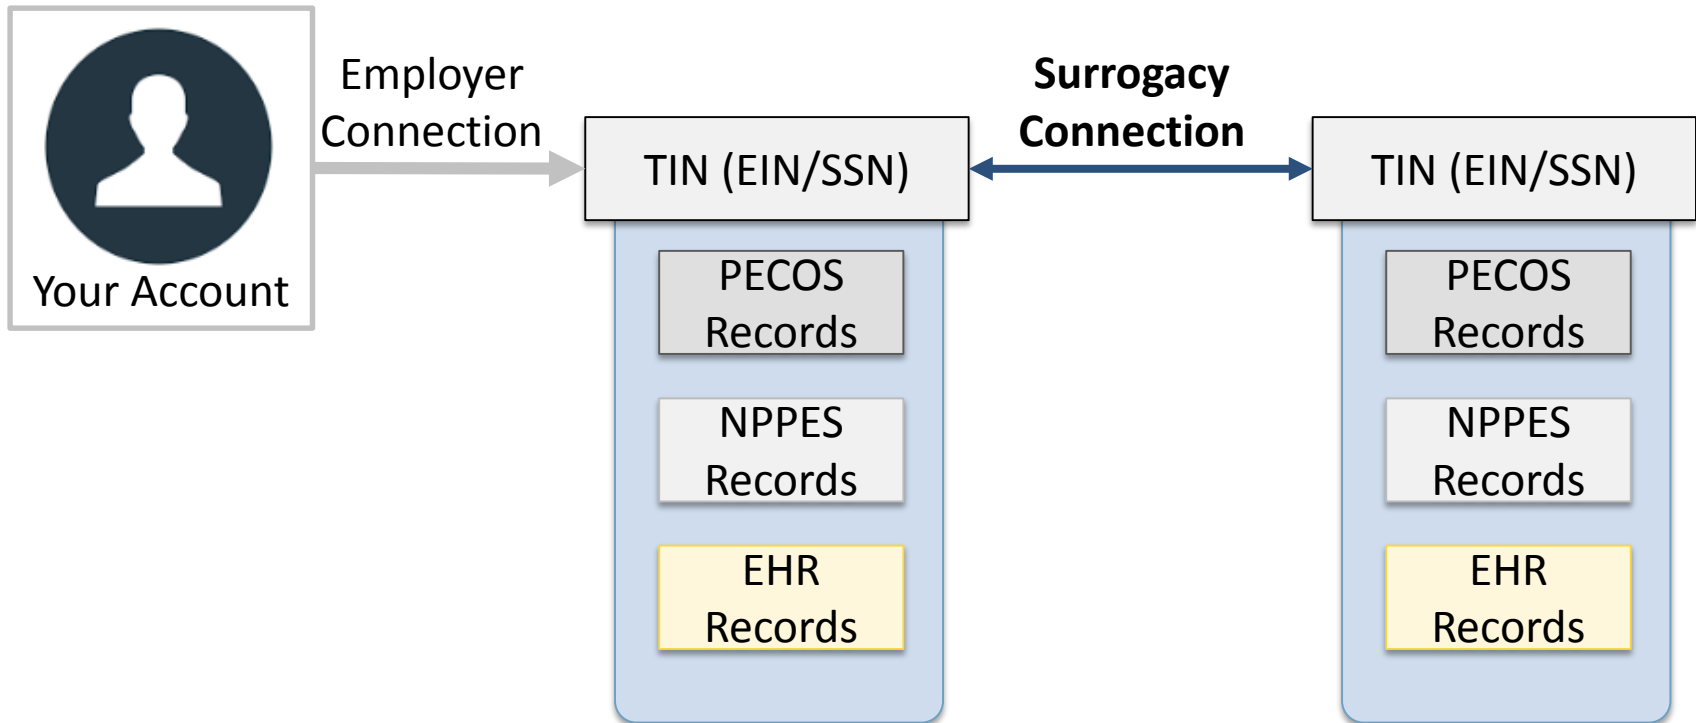 Your Account
Employer
Connection
TIN (EIN/SSN)
PECOS
Records
NPPES
Records
EHR
Records
Surrogacy
Connection
TIN (EIN/SSN)
PECOS
Records
NPPES
Records
EHR
Records